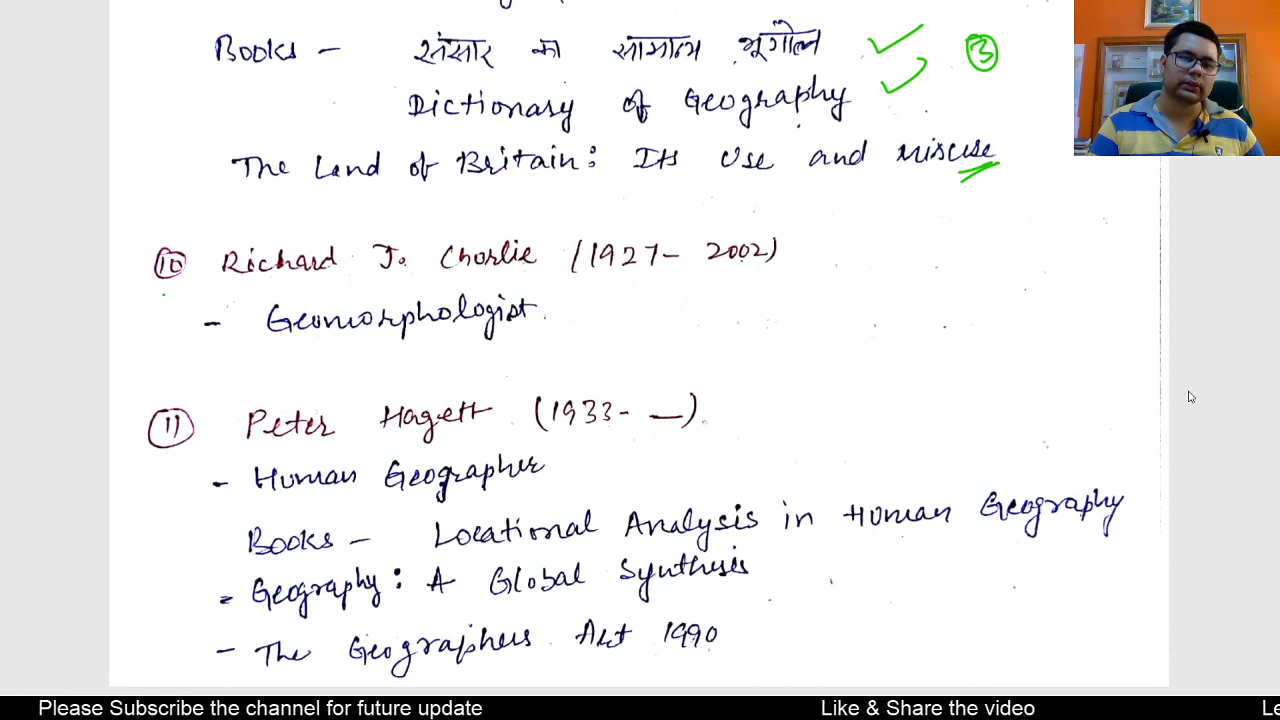 Books - संसार का सामान्य भूगोल ③
Dictionary of Geography
The Land of Britain: Its Use and Misuse
⑩ Richard J. Chorlie (1927- 2002)
- Geomorphologist
⑪ Peter Hagett (1933- —)
- Human Geographer
Books - Locational Analysis in Human Geography
= Geography: A Global Synthesis
- The Geographers Art 1990
Please Subscribe the channel for future update Like & Share the video Le